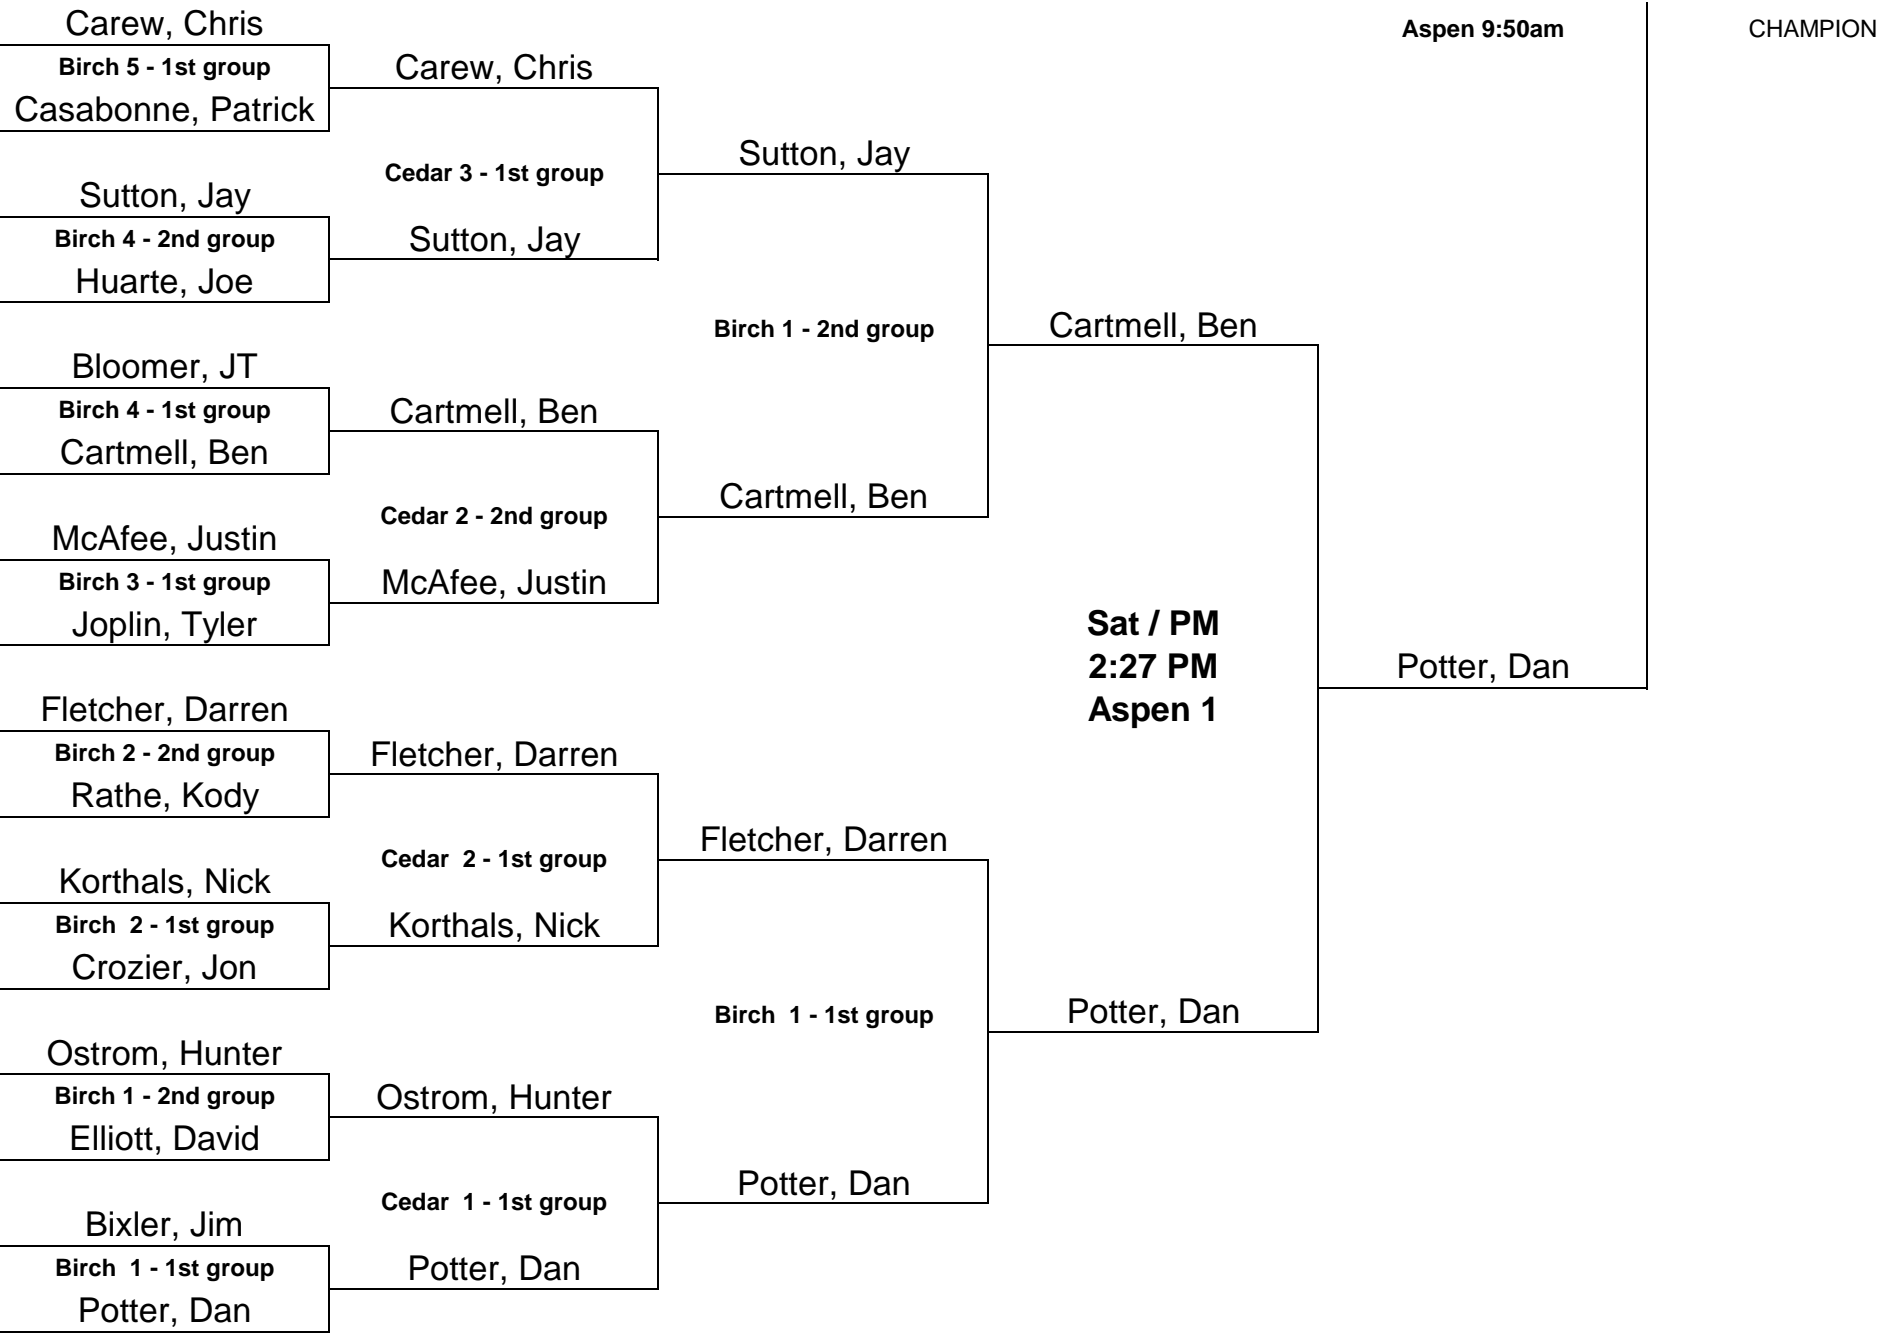 Carew, Chris
Aspen 9:50am
CHAMPION
Birch 5 - 1st group
Carew, Chris
Casabonne, Patrick
Sutton, Jay
Cedar 3 - 1st group
Sutton, Jay
Birch 4 - 2nd group
Sutton, Jay
Huarte, Joe
Birch 1 - 2nd group
Cartmell, Ben
Bloomer, JT
Birch 4 - 1st group
Cartmell, Ben
Cartmell, Ben
Cartmell, Ben
Cedar 2 - 2nd group
McAfee, Justin
Birch 3 - 1st group
McAfee, Justin
Joplin, Tyler
Sat / PM
2:27 PM
Aspen 1
Potter, Dan
Fletcher, Darren
Birch 2 - 2nd group
Fletcher, Darren
Rathe, Kody
Fletcher, Darren
Cedar  2 - 1st group
Korthals, Nick
Birch  2 - 1st group
Korthals, Nick
Crozier, Jon
Birch  1 - 1st group
Potter, Dan
Ostrom, Hunter
Birch 1 - 2nd group
Ostrom, Hunter
Elliott, David
Potter, Dan
Cedar  1 - 1st group
Bixler, Jim
Birch  1 - 1st group
Potter, Dan
Potter, Dan